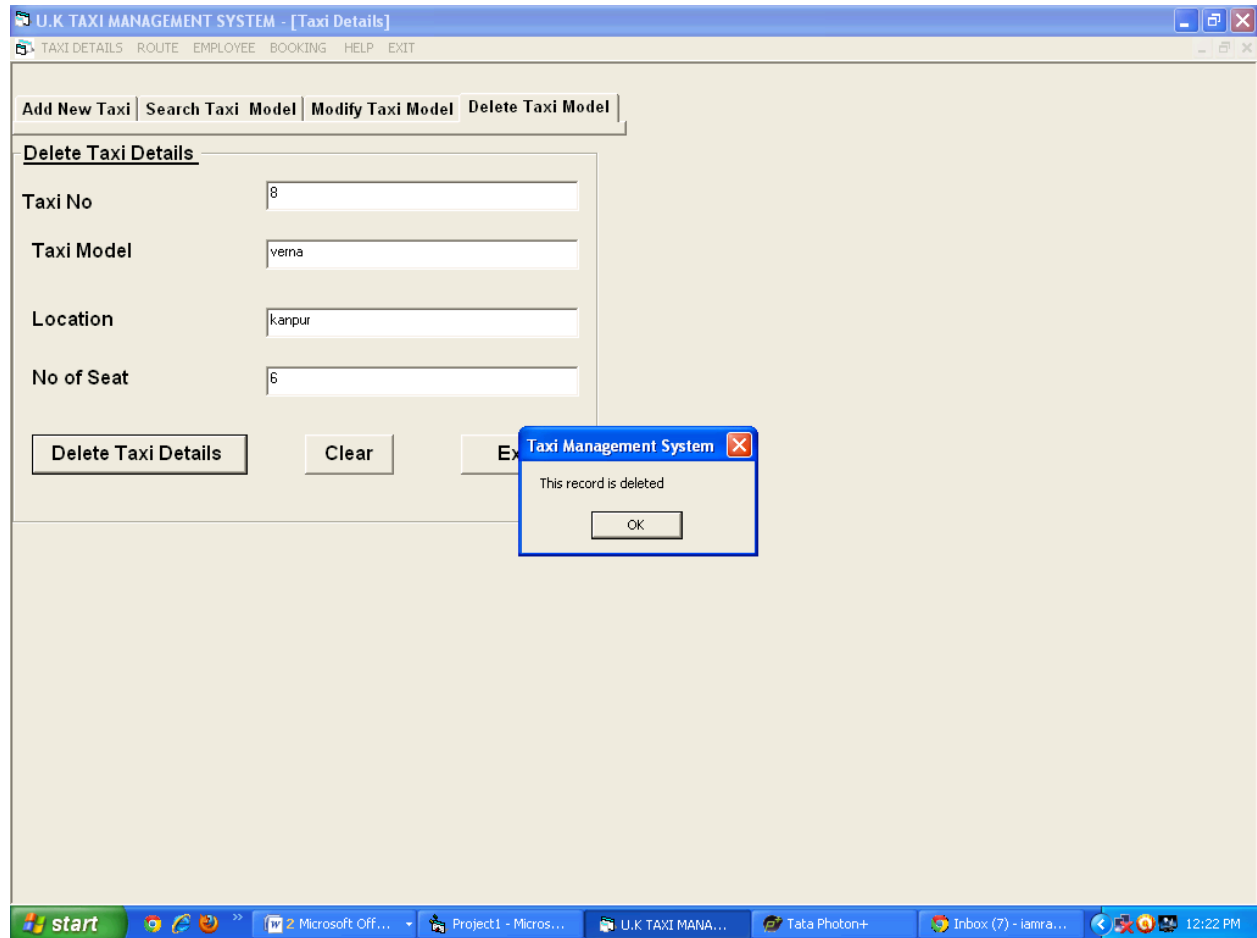 U.K TAXI MANAGEMENT SYSTEM - [Taxi Details]
TAXI DETAILS ROUTE EMPLOYEE BOOKING HELP EXIT
Add New Taxi Search Taxi Model Modify Taxi Model Delete Taxi Model
Delete Taxi Details
Taxi No 8
Taxi Model verna
Location kanpur
No of Seat 6
Delete Taxi Details Clear Ex
Taxi Management System
This record is deleted
OK
start 2 Microsoft Off... Project1 - Micros... U.K TAXI MANA... Tata Photon+ Inbox (7) - iamra... 12:22 PM